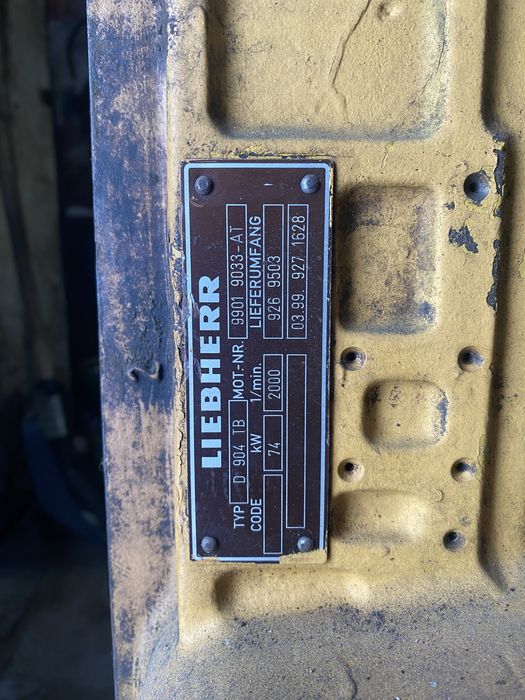 LIEBHERR
TYP D 904 TB MOT.-NR. 9901 9033-AT
CODE kW 1/min. LIEFERUMFANG
74 2000 926 9503
03.99. 927 1628